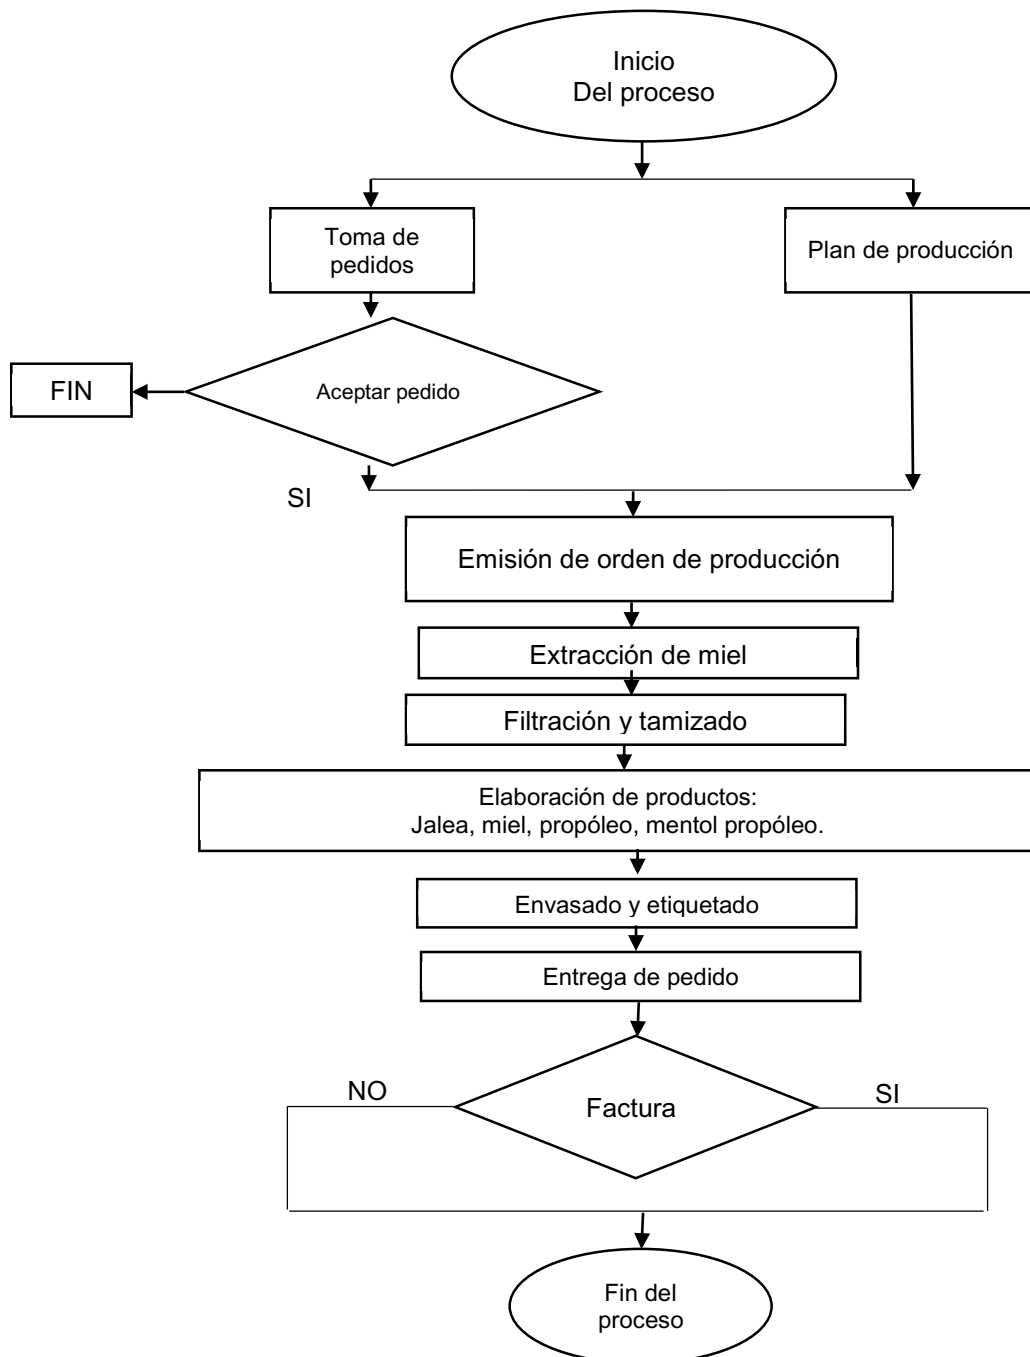 Inicio
Del proceso
Toma de
pedidos
Plan de producción
FIN
Aceptar pedido
SI
Emisión de orden de producción
Extracción de miel
Filtración y tamizado
Elaboración de productos:
Jalea, miel, propóleo, mentol propóleo.
Envasado y etiquetado
Entrega de pedido
NO
Factura
SI
Fin del
proceso